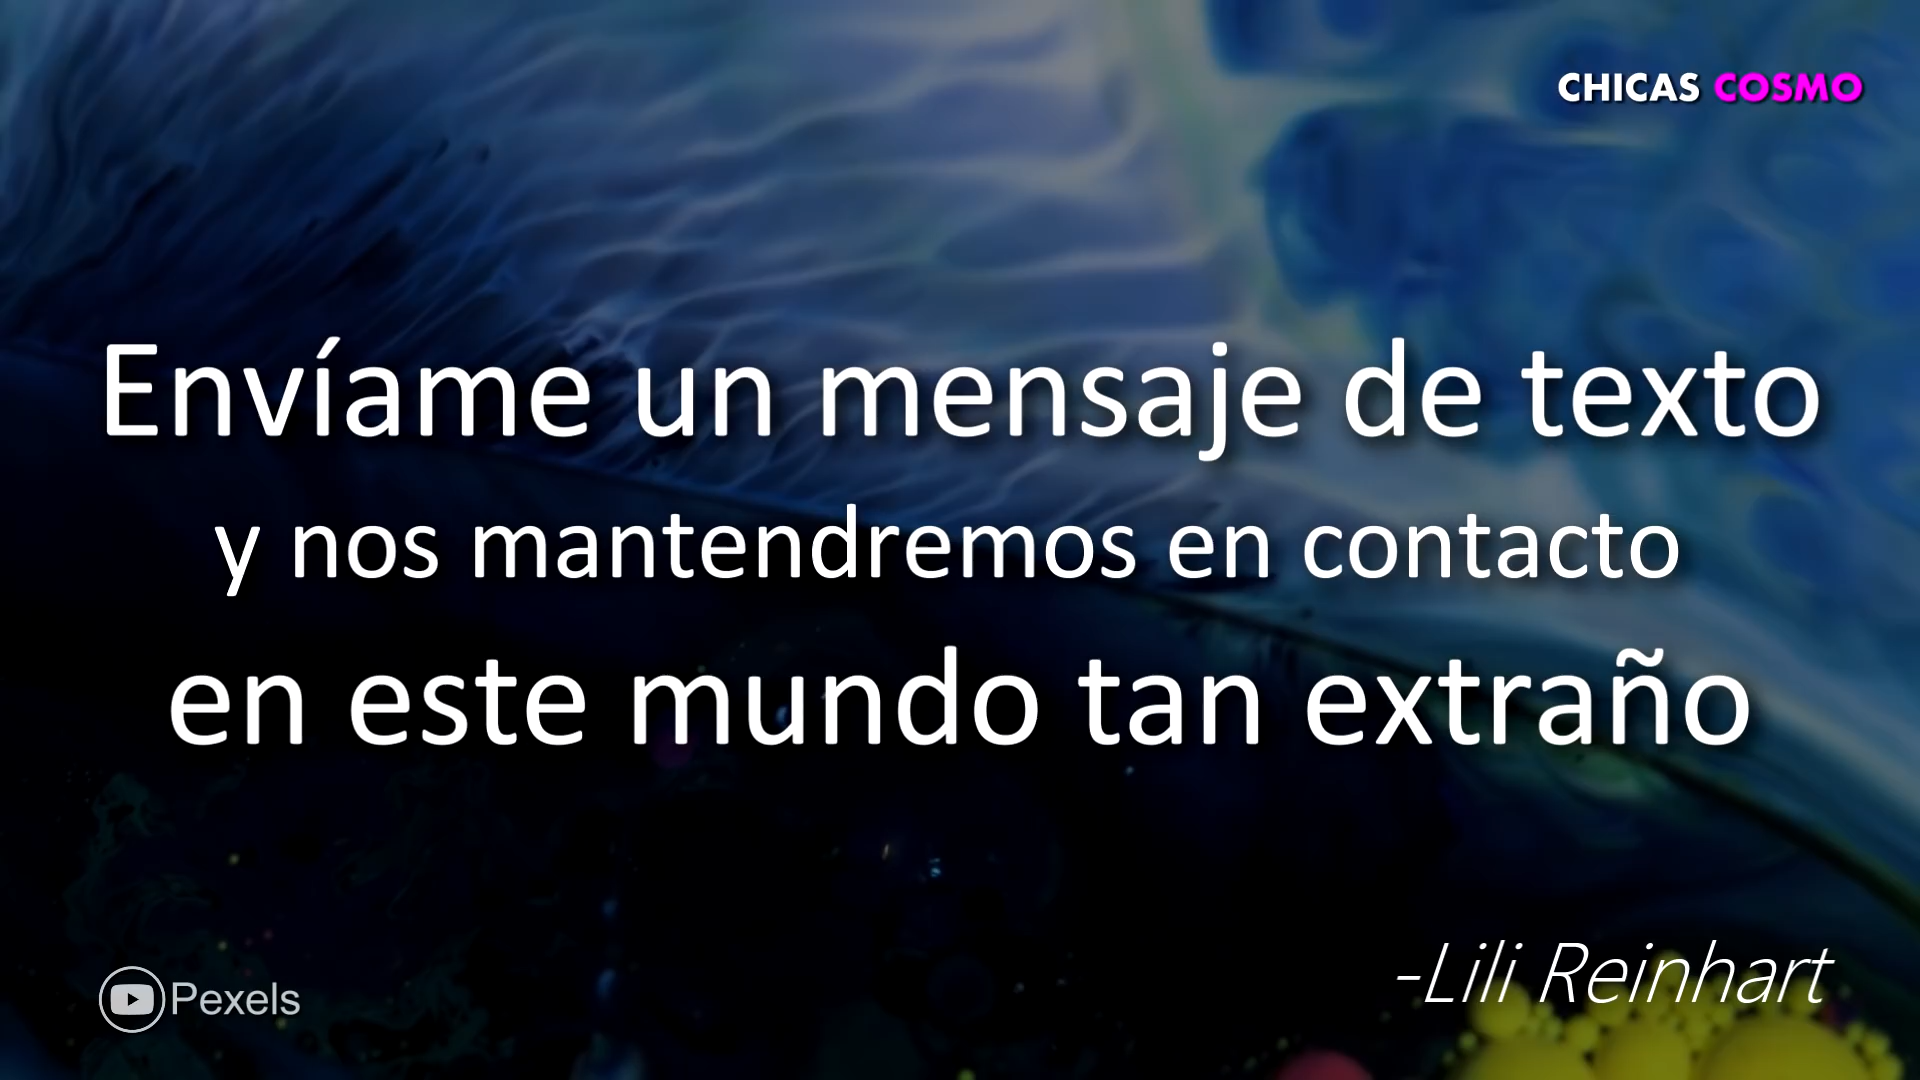 CHICAS COSMO
Envíame un mensaje de texto
y nos mantendremos en contacto
en este mundo tan extraño
-Lili Reinhart
Pexels